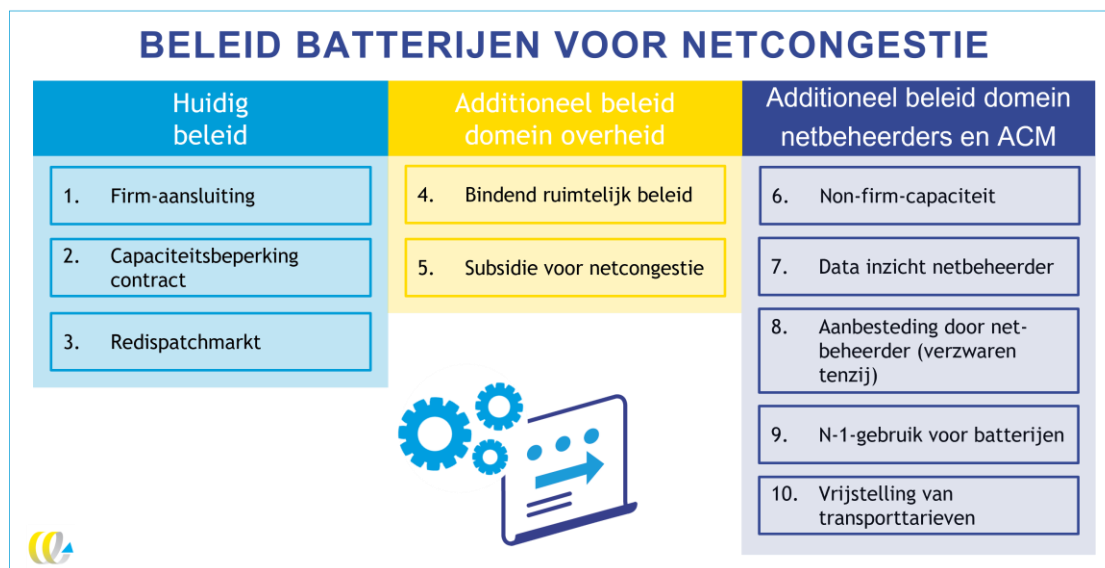 BELEID BATTERIJEN VOOR NETCONGESTIE
Huidig
beleid
1. Firm-aansluiting
2. Capaciteitsbeperking
contract
3. Redispatchmarkt
Additioneel beleid
domein overheid
4. Bindend ruimtelijk beleid
5. Subsidie voor netcongestie
Additioneel beleid domein
netbeheerders en ACM
6. Non-firm-capaciteit
7. Data inzicht netbeheerder
8. Aanbesteding door net-
beheerder (verzwaren
tenzij)
9. N-1-gebruik voor batterijen
10. Vrijstelling van
transporttarieven